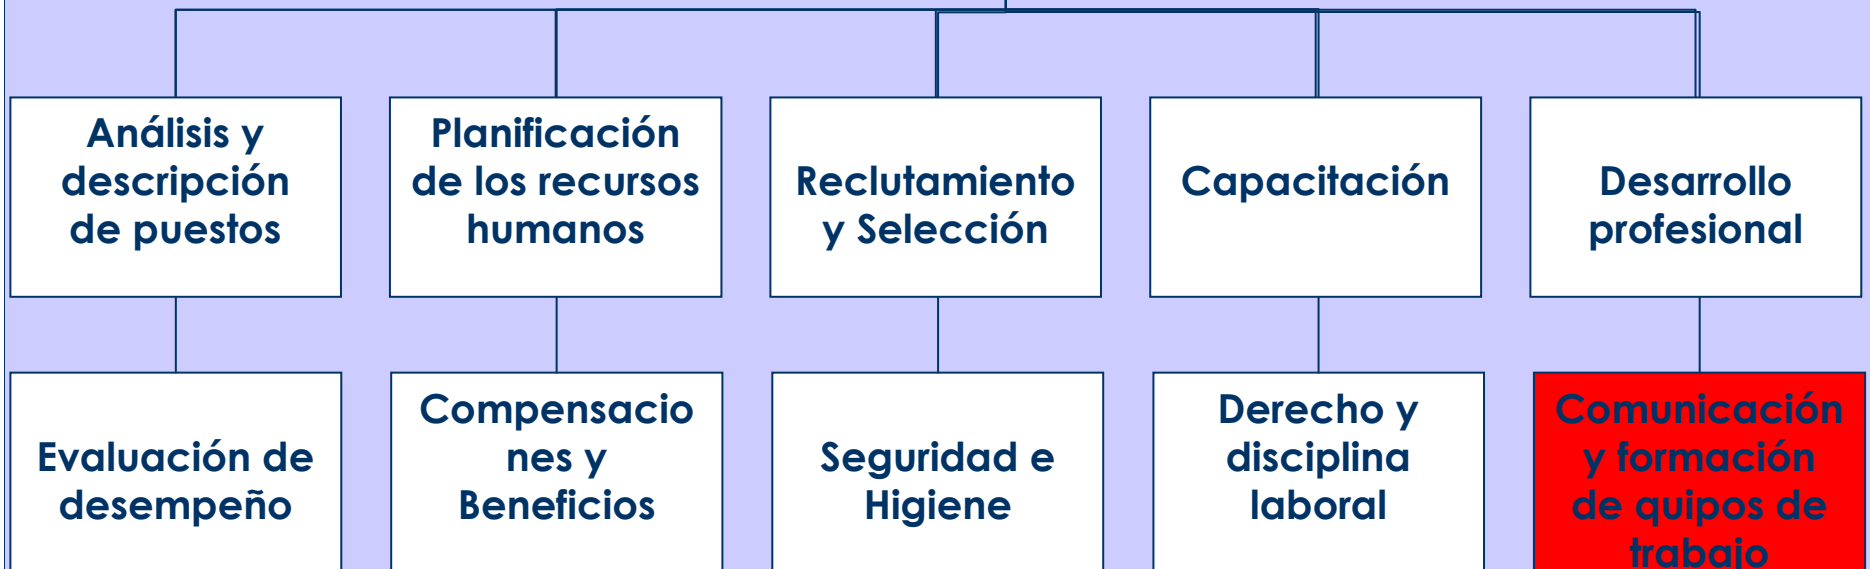 Análisis y
descripción
de puestos
Planificación
de los recursos
humanos
Reclutamiento
y Selección
Capacitación
Desarrollo
profesional
Evaluación de
desempeño
Compensacio
nes y
Beneficios
Seguridad e
Higiene
Derecho y
disciplina
laboral
Comunicación
y formación
de quipos de
trabajo